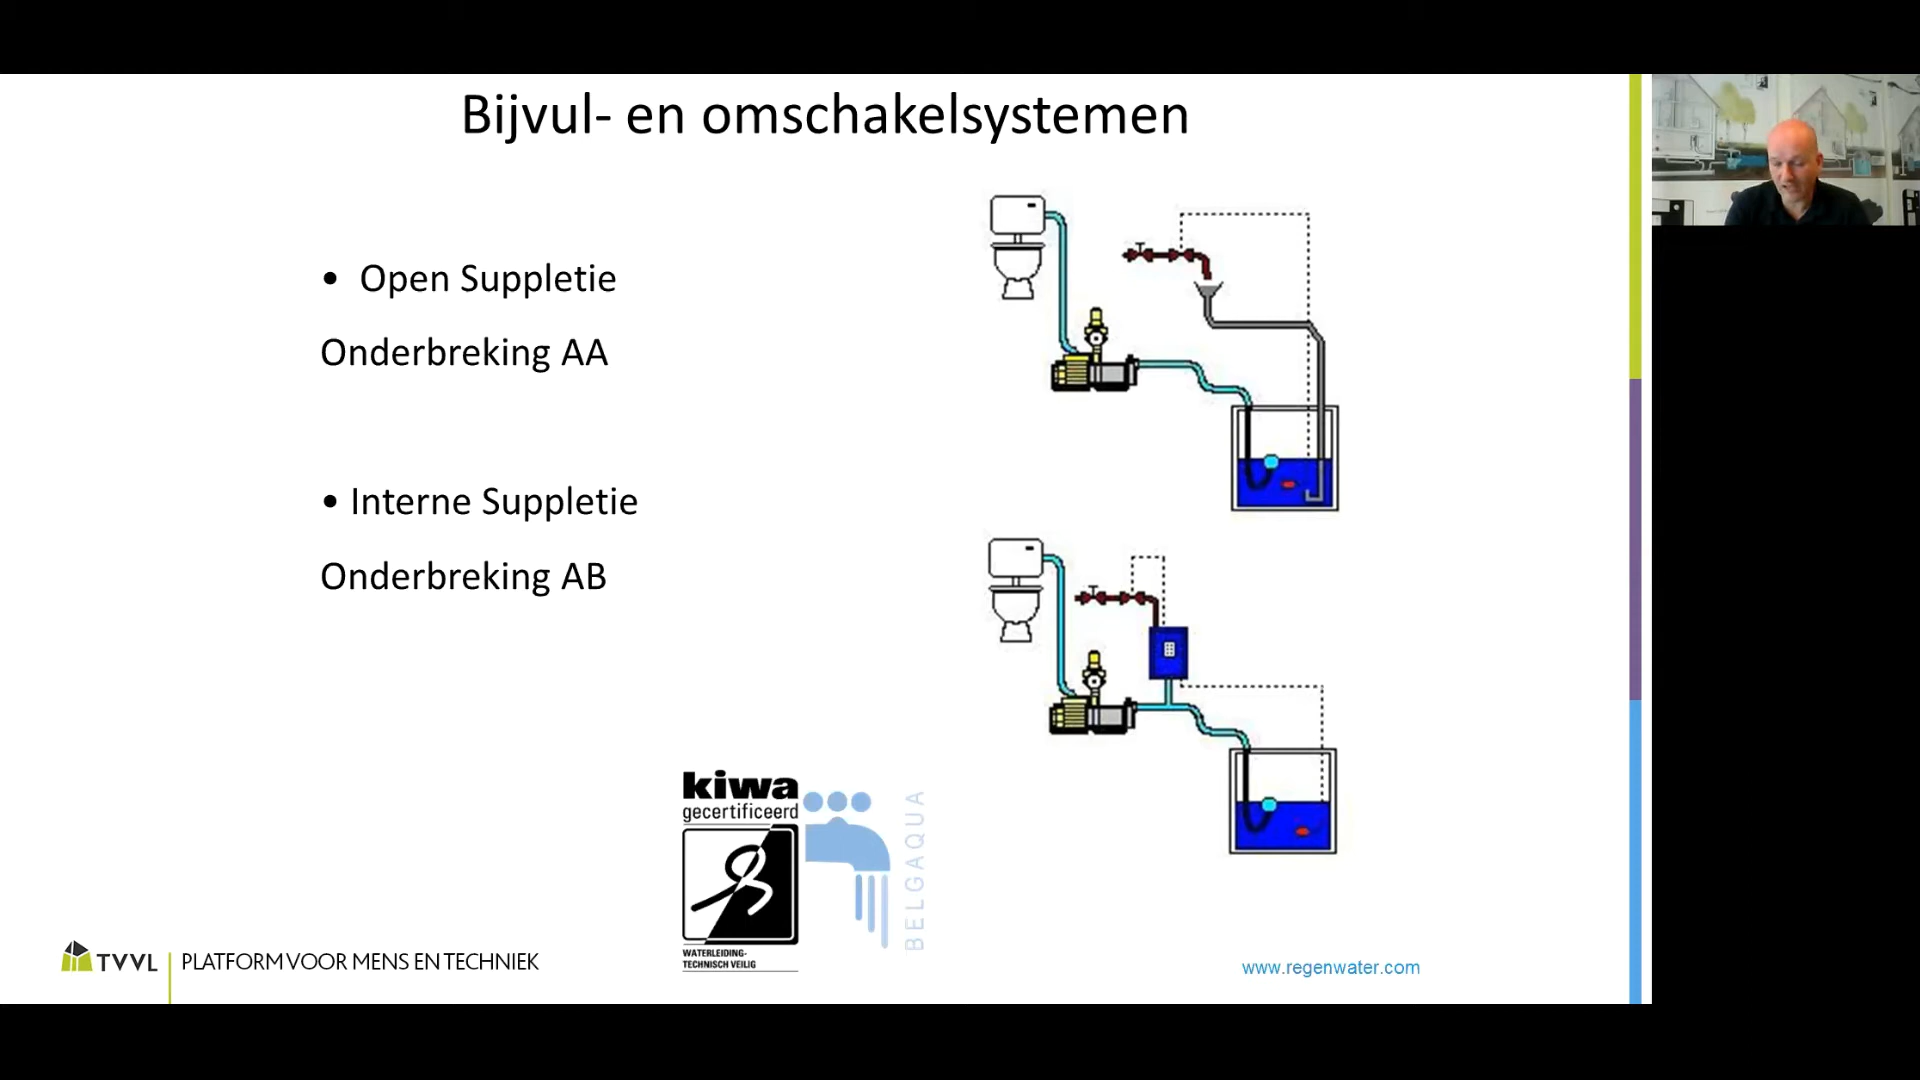 Bijvul- en omschakelsystemen
• Open Suppletie
Onderbreking AA
• Interne Suppletie
Onderbreking AB
kiwa
gecertificeerd
WATERLEIDING-
TECHNISCH VEILIG
BELGAQUA
TVVL
PLATFORM VOOR MENS EN TECHNIEK
www.regenwater.com